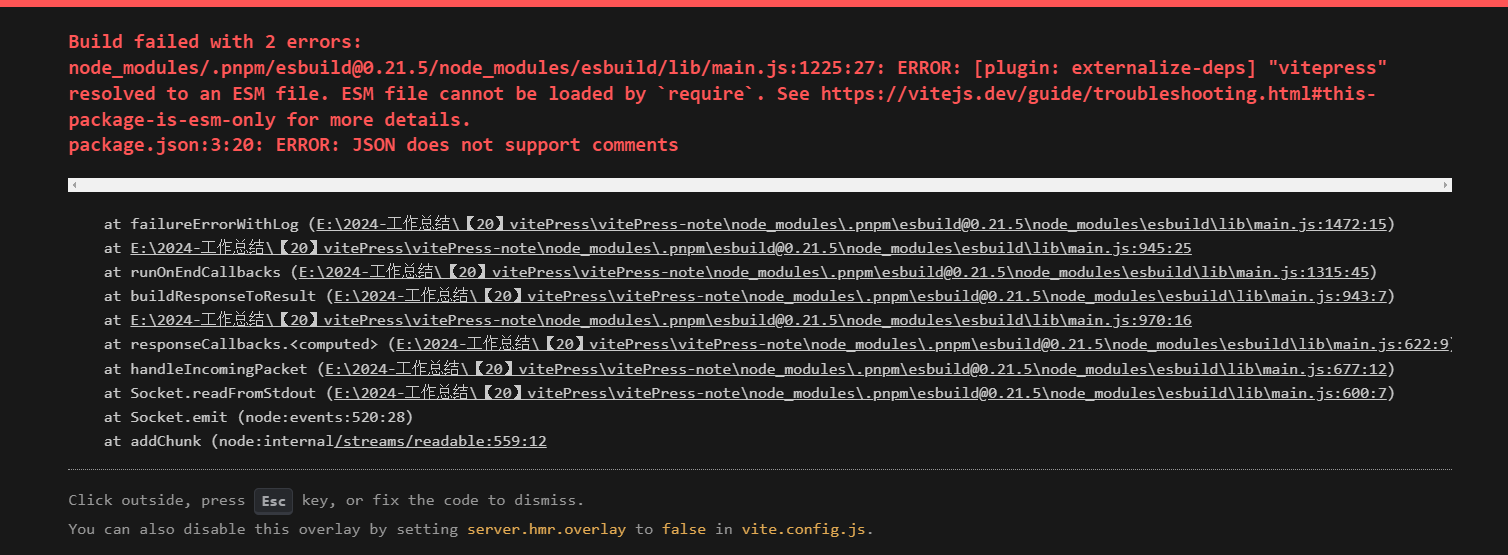 Build failed with 2 errors:
node_modules/.pnpm/esbuild@0.21.5/node_modules/esbuild/lib/main.js:1225:27: ERROR: [plugin: externalize-deps] "vitepress"
resolved to an ESM file. ESM file cannot be loaded by `require`. See https://vitejs.dev/guide/troubleshooting.html#this-
package-is-esm-only for more details.
package.json:3:20: ERROR: JSON does not support comments
at failureErrorWithLog (E:\2024-工作总结\【20】vitePress\vitePress-note\node_modules\.pnpm\esbuild@0.21.5\node_modules\esbuild\lib\main.js:1472:15)
at E:\2024-工作总结\【20】vitePress\vitePress-note\node_modules\.pnpm\esbuild@0.21.5\node_modules\esbuild\lib\main.js:945:25
at runOnEndCallbacks (E:\2024-工作总结\【20】vitePress\vitePress-note\node_modules\.pnpm\esbuild@0.21.5\node_modules\esbuild\lib\main.js:1315:45)
at buildResponseToResult (E:\2024-工作总结\【20】vitePress\vitePress-note\node_modules\.pnpm\esbuild@0.21.5\node_modules\esbuild\lib\main.js:943:7)
at E:\2024-工作总结\【20】vitePress\vitePress-note\node_modules\.pnpm\esbuild@0.21.5\node_modules\esbuild\lib\main.js:970:16
at responseCallbacks.<computed> (E:\2024-工作总结\【20】vitePress\vitePress-note\node_modules\.pnpm\esbuild@0.21.5\node_modules\esbuild\lib\main.js:622:9
at handleIncomingPacket (E:\2024-工作总结\【20】vitePress\vitePress-note\node_modules\.pnpm\esbuild@0.21.5\node_modules\esbuild\lib\main.js:677:12)
at Socket.readFromStdout (E:\2024-工作总结\【20】vitePress\vitePress-note\node_modules\.pnpm\esbuild@0.21.5\node_modules\esbuild\lib\main.js:600:7)
at Socket.emit (node:events:520:28)
at addChunk (node:internal/streams/readable:559:12
Click outside, press Esc key, or fix the code to dismiss.
You can also disable this overlay by setting server.hmr.overlay to false in vite.config.js.